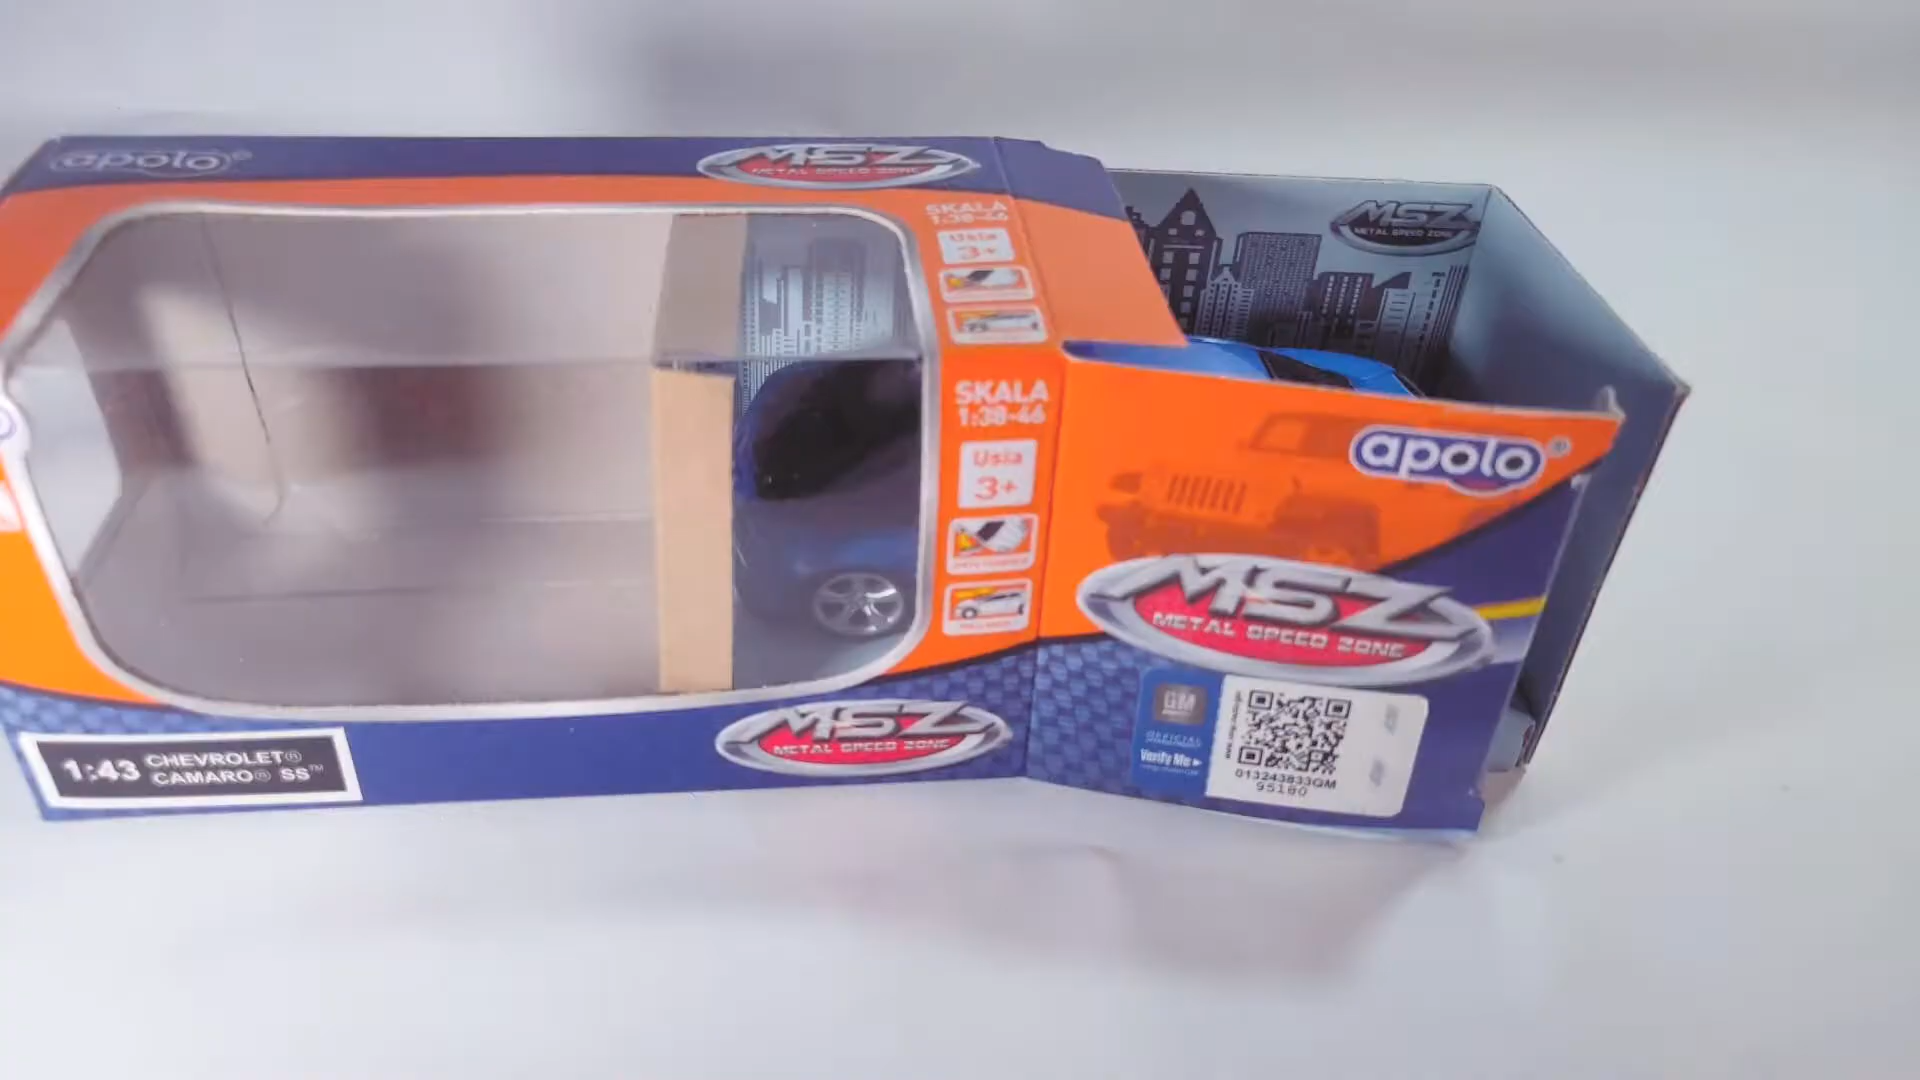 apolo®
MSZ
METAL SPEED ZONE
SKALA
1:38-46
Usia
3+
MSZ
METAL SPEED ZONE
SKALA
1:38-46
Usia
3+
apolo®
MSZ
METAL SPEED ZONE
GM
OFFICIAL
Verify Me
013243833GM
95180
MSZ
METAL SPEED ZONE
1:43 CHEVROLET®
CAMARO® SS™